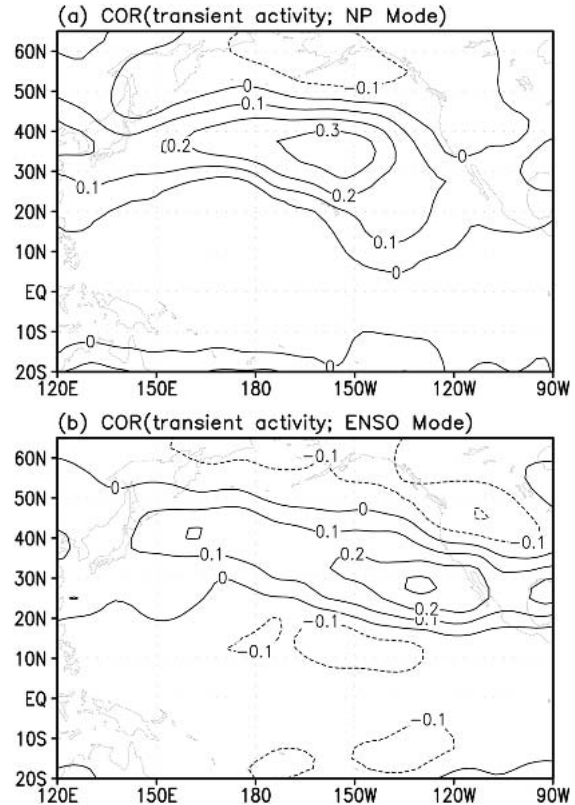 (a) COR(transient activity; NP Mode)
60N
50N
40N
30N
20N
10N
EQ
10S
20S
120E 150E 180 150W 120W 90W
-0.1
0
0.1
0.3
0.2
0
0.2
0.1
0.1
0
0
0
(b) COR(transient activity; ENSO Mode)
60N
50N
40N
30N
20N
10N
EQ
10S
20S
120E 150E 180 150W 120W 90W
-0.1
-0.1
0
0
0.1
-0.1
0.2
0.1
0
0.2
0.1
-0.1
-0.1
-0.1
0